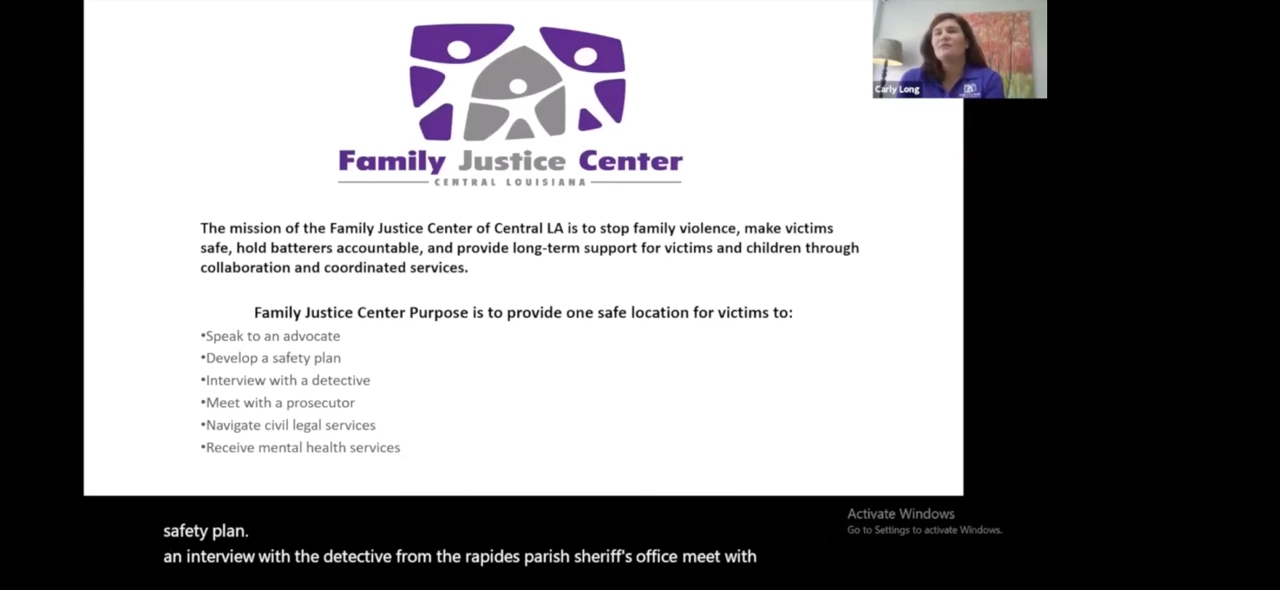 Carly Long
Family Justice Center
CENTRAL LOUISIANA
The mission of the Family Justice Center of Central LA is to stop family violence, make victims
safe, hold batterers accountable, and provide long-term support for victims and children through
collaboration and coordinated services.
Family Justice Center Purpose is to provide one safe location for victims to:
•Speak to an advocate
•Develop a safety plan
•Interview with a detective
•Meet with a prosecutor
•Navigate civil legal services
•Receive mental health services
safety plan.
an interview with the detective from the rapides parish sheriff's office meet with
Activate Windows
Go to Settings to activate Windows.